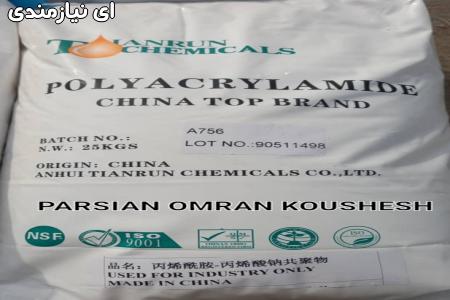 ای نیازمندی
TIANRUN
CHEMICALS
POLYACRYLAMIDE
CHINA TOP BRAND
BATCH NO.: A756
N.W.: 25KGS LOT NO.:90511498
ORIGIN: CHINA
ANHUI TIANRUN CHEMICALS CO.,LTD.
PARSIAN OMRAN KOUSHESH
NSF ISO 9001
品名：丙烯酰胺-丙烯酸钠共聚物
USED FOR INDUSTRY ONLY
MADE IN CHINA